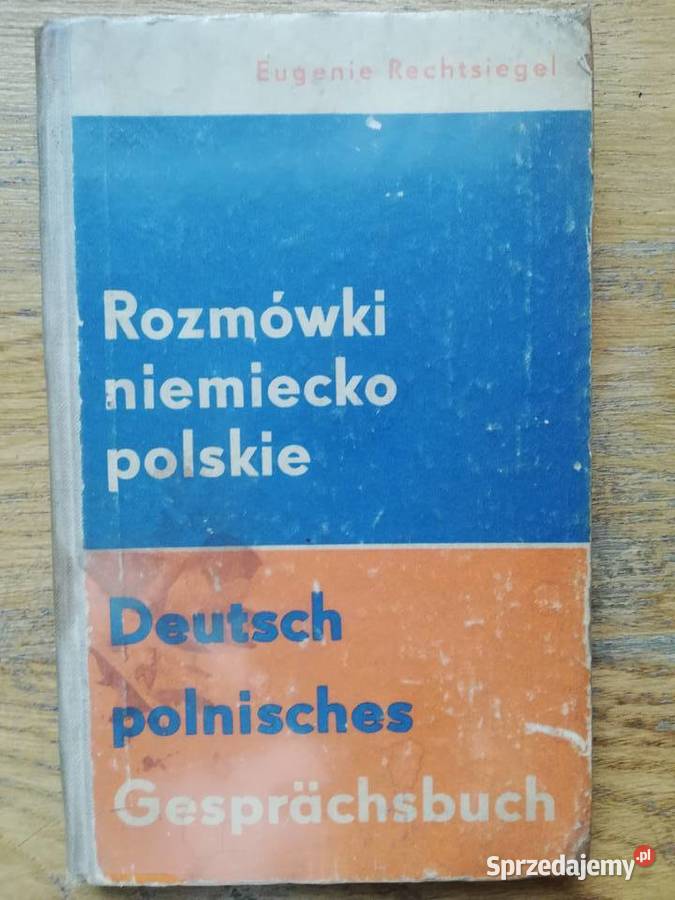 Eugenie Rechtsiegel
Rozmówki
niemiecko
polskie
Deutsch
polnisches
Gesprächsbuch
Sprzedajemy.pl